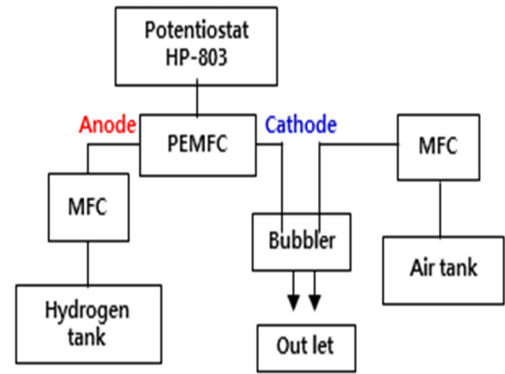 Potentiostat
HP-803
Anode
PEMFC
Cathode
MFC
MFC
Bubbler
Air tank
Hydrogen
tank
Out let